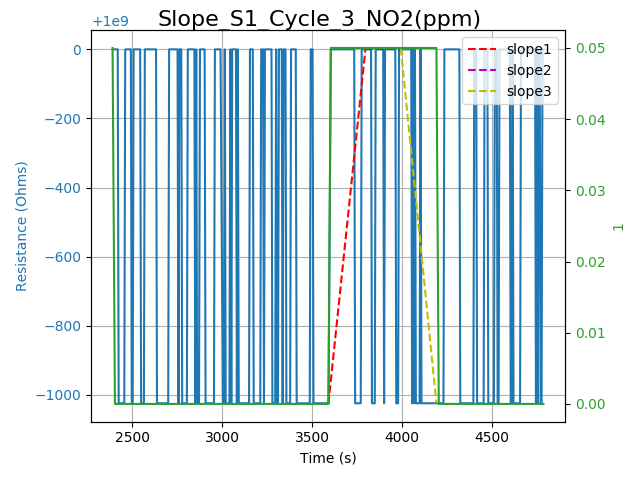 Slope_S1_Cycle_3_NO2(ppm)
+1e9
0
−200
−400
−600
−800
−1000
Resistance (Ohms)
2500
3000
3500
4000
4500
Time (s)
slope1
slope2
slope3
0.05
0.04
0.03
0.02
0.01
0.00
1